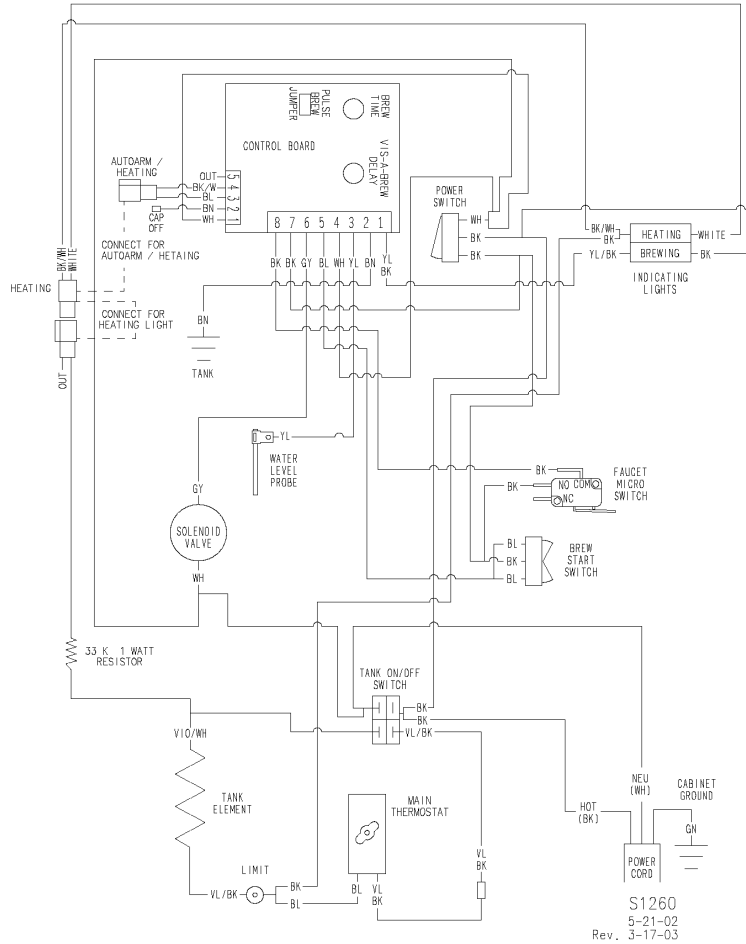 PULSE
BREW
JUMPER
BREW
TIME
VIS-A-BREW
DELAY
CONTROL BOARD
AUTOARM /
HEATING
OUT 5
BK/W 4
BL 3
BN 2
WH 1
CAP
OFF
8 7 6 5 4 3 2 1
BK BK GY BL BK WH YL BN YL
BK
POWER
SWITCH
WH
BK
BK
BK/WH
BK
YL/BK
HEATING
BREWING
WHITE
BK
INDICATING
LIGHTS
CONNECT FOR
AUTOARM / HETAING
BK/WH
WHITE
HEATING
CONNECT FOR
HEATING LIGHT
OUT
BN
TANK
YL
WATER
LEVEL
PROBE
GY
SOLENOID
VALVE
WH
BK
BK
NO COM
NC
FAUCET
MICRO
SWITCH
BL
BK
BL
BREW
START
SWITCH
33 K 1 WATT
RESISTOR
TANK ON/OFF
SWITCH
BK
BK
VL/BK
VIO/WH
TANK
ELEMENT
MAIN
THERMOSTAT
NEU
(WH)
CABINET
GROUND
HOT
(BK)
GN
LIMIT
VL/BK
BK
BL
BL
VL
BK
VL
BK
POWER
CORD
S1260
5-21-02
Rev. 3-17-03